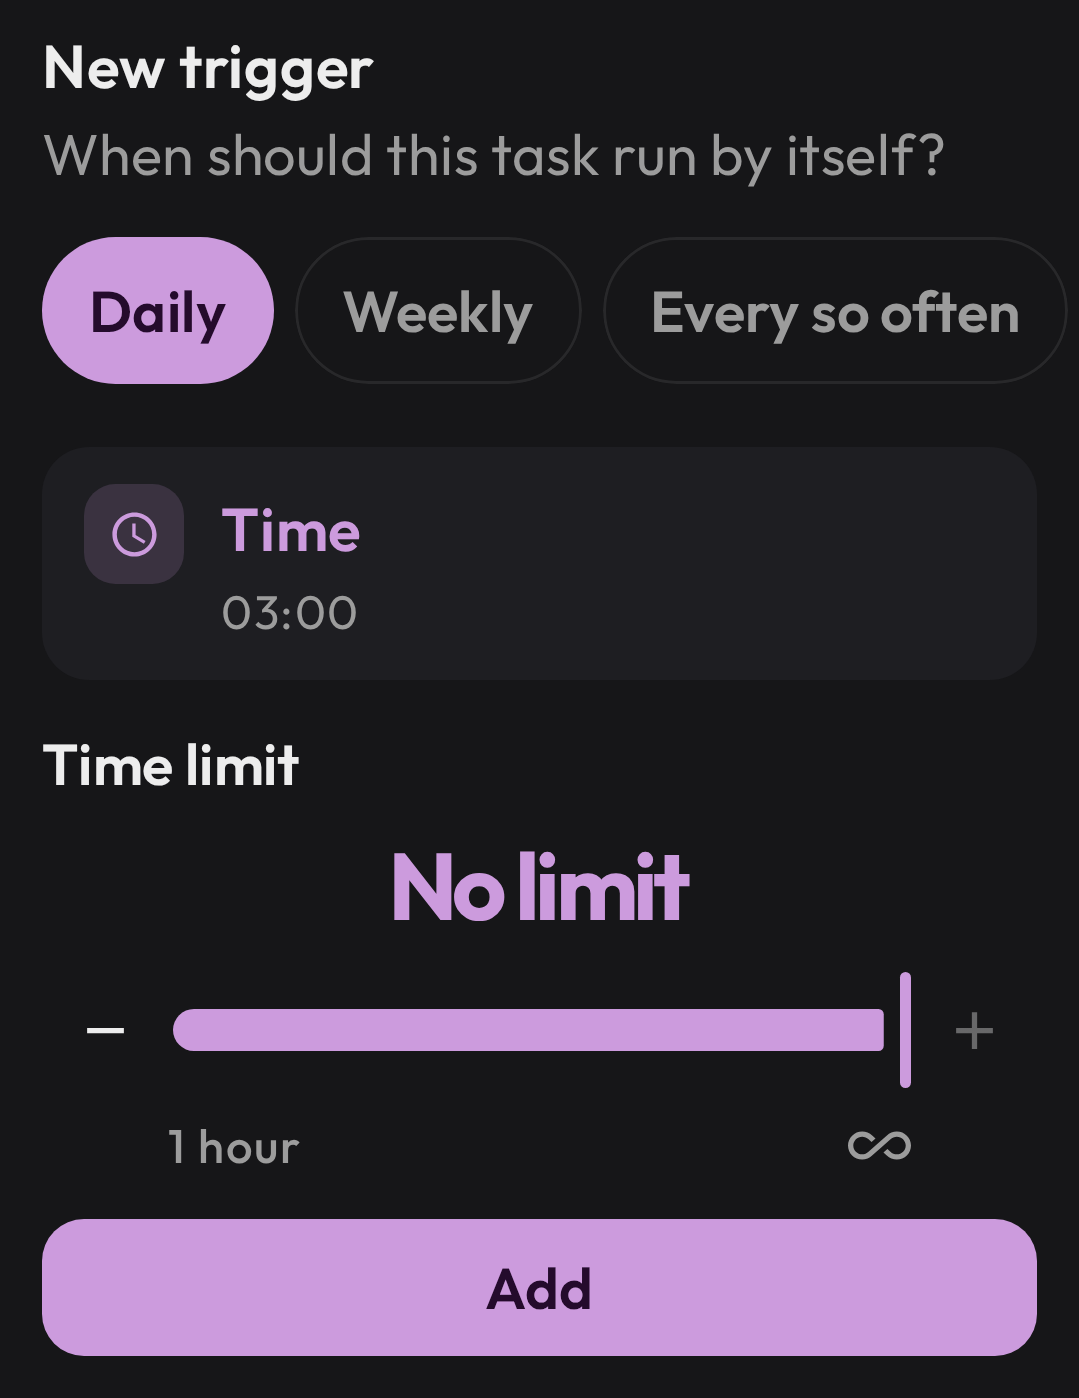 New trigger
When should this task run by itself?
Daily Weekly Every so often
Time
03:00
Time limit
No limit
1 hour ∞
Add